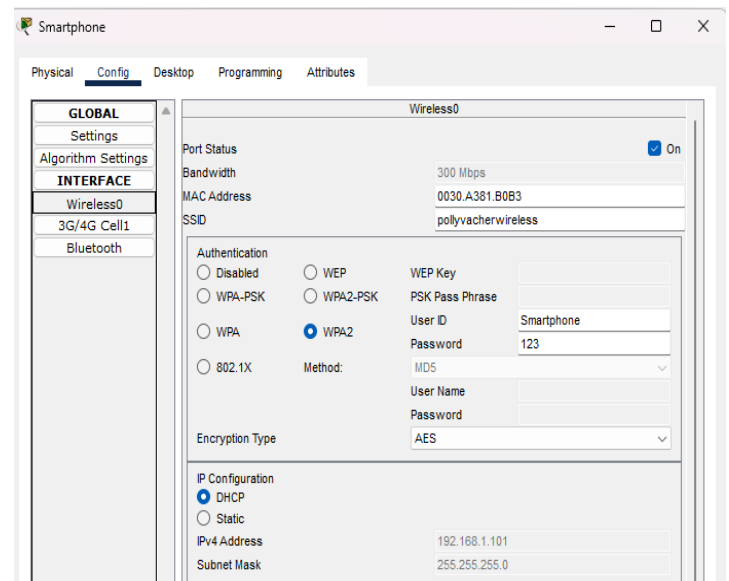 Smartphone
Physical Config Desktop Programming Attributes
GLOBAL
Settings
Algorithm Settings
INTERFACE
Wireless0
3G/4G Cell1
Bluetooth
Wireless0
Port Status On
Bandwidth 300 Mbps
MAC Address 0030.A381.B0B3
SSID pollyvacherwireless
Authentication
Disabled WEP WEP Key
WPA-PSK WPA2-PSK PSK Pass Phrase
User ID Smartphone
WPA WPA2
Password 123
802.1X Method: MD5
User Name
Password
Encryption Type AES
IP Configuration
DHCP
Static
IPv4 Address 192.168.1.101
Subnet Mask 255.255.255.0